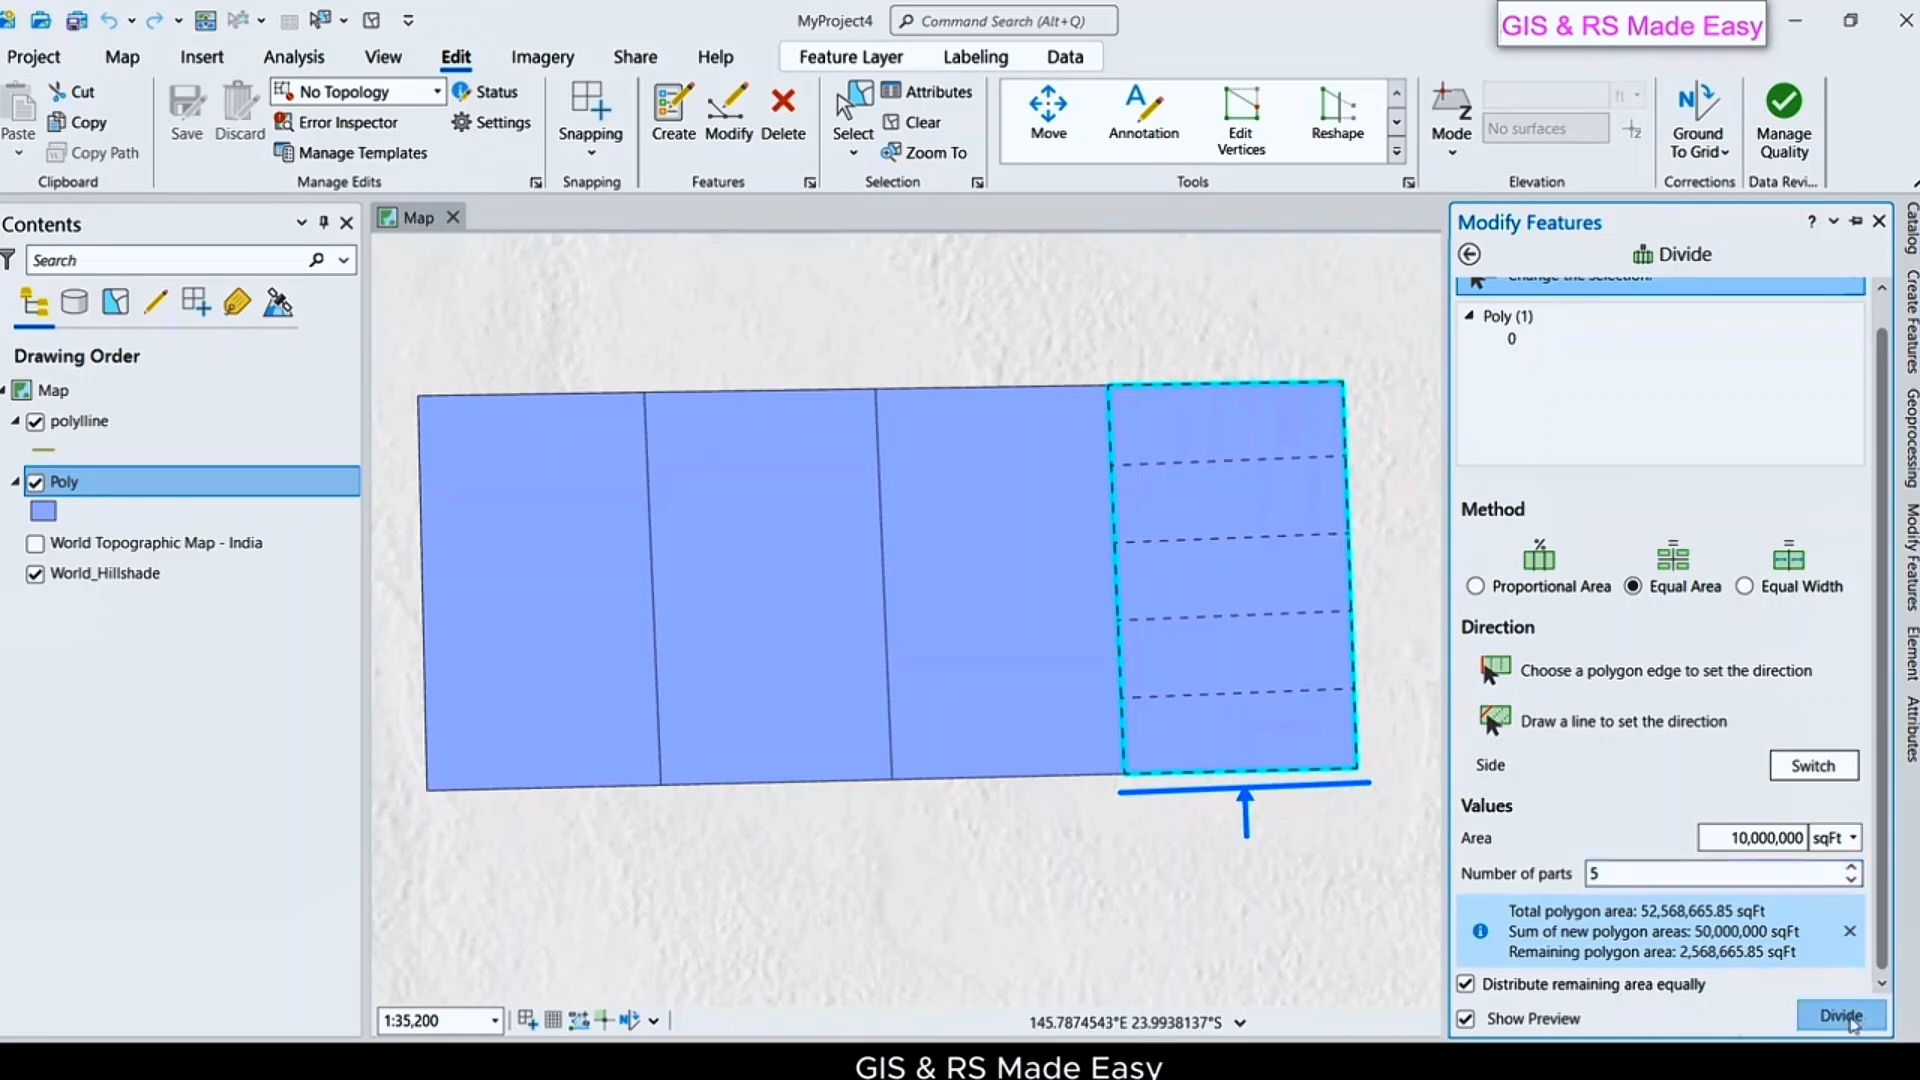 MyProject4
Command Search (Alt+Q)
GIS & RS Made Easy
Project
Map
Insert
Analysis
View
Edit
Imagery
Share
Help
Feature Layer
Labeling
Data
Paste
Cut
Copy
Copy Path
Clipboard
Save
Discard
No Topology
Error Inspector
Manage Templates
Status
Settings
Manage Edits
Snapping
Snapping
Create
Modify
Delete
Features
Select
Attributes
Clear
Zoom To
Selection
Move
Annotation
Edit
Vertices
Reshape
Tools
Mode
ft
No surfaces
Elevation
Ground
To Grid
Corrections
Manage
Quality
Data Revi...
Contents
Search
Drawing Order
Map
polylline
Poly
World Topographic Map - India
World_Hillshade
Map
1:35,200
145.7874543°E 23.9938137°S
Modify Features
?
Divide
Change the selection.
Poly (1)
0
Method
Proportional Area
Equal Area
Equal Width
Direction
Choose a polygon edge to set the direction
Draw a line to set the direction
Side
Switch
Values
Area
10,000,000
sqFt
Number of parts
5
Total polygon area: 52,568,665.85 sqFt
Sum of new polygon areas: 50,000,000 sqFt
Remaining polygon area: 2,568,665.85 sqFt
Distribute remaining area equally
Show Preview
Divide
Catalog
Create Features
Geoprocessing
Modify Features
Element
Attributes
GIS & RS Made Easy